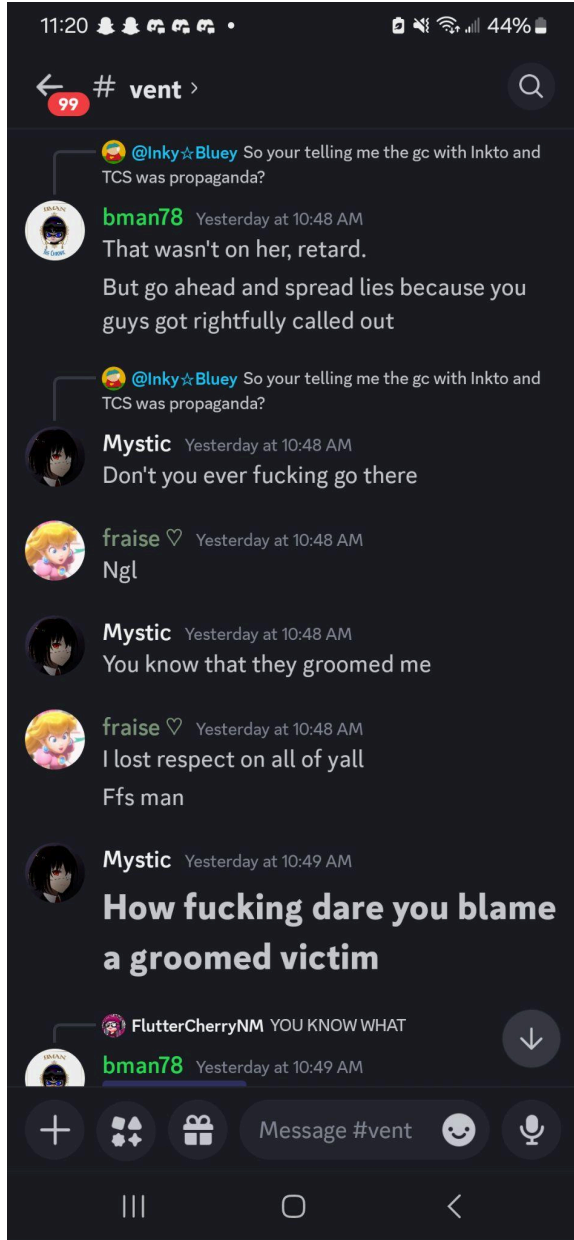 11:20
44%
99
# vent
@Inky☆Bluey So your telling me the gc with Inkto and
TCS was propaganda?
BMAN
bman78 Yesterday at 10:48 AM
That wasn't on her, retard.
But go ahead and spread lies because you
guys got rightfully called out
@Inky☆Bluey So your telling me the gc with Inkto and
TCS was propaganda?
Mystic Yesterday at 10:48 AM
Don't you ever fucking go there
fraise ♡ Yesterday at 10:48 AM
Ngl
Mystic Yesterday at 10:48 AM
You know that they groomed me
fraise ♡ Yesterday at 10:48 AM
I lost respect on all of yall
Ffs man
Mystic Yesterday at 10:49 AM
How fucking dare you blame
a groomed victim
FlutterCherryNM YOU KNOW WHAT
BMAN
bman78 Yesterday at 10:49 AM
Message #vent